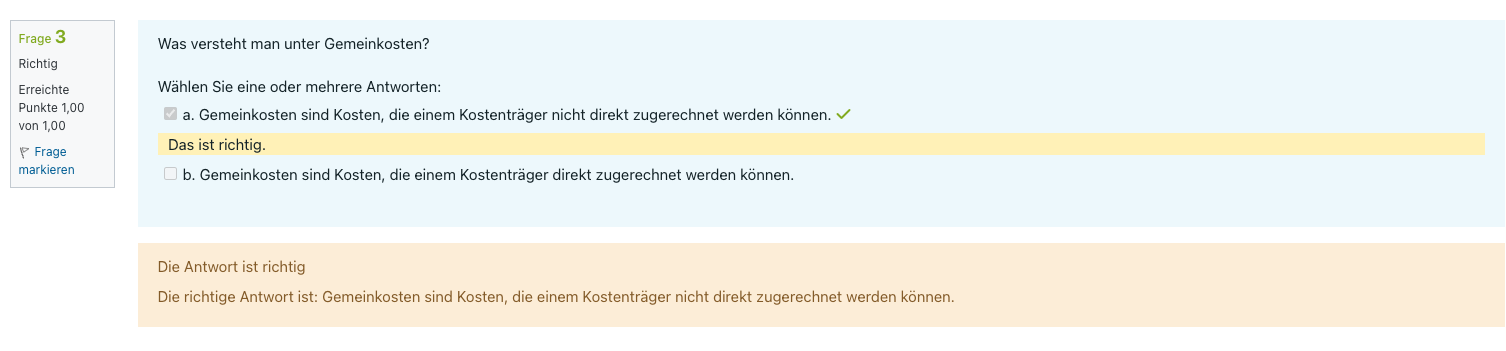 Frage 3
Richtig
Erreichte
Punkte 1,00
von 1,00
Frage
markieren
Was versteht man unter Gemeinkosten?
Wählen Sie eine oder mehrere Antworten:
a. Gemeinkosten sind Kosten, die einem Kostenträger nicht direkt zugerechnet werden können.
Das ist richtig.
b. Gemeinkosten sind Kosten, die einem Kostenträger direkt zugerechnet werden können.
Die Antwort ist richtig
Die richtige Antwort ist: Gemeinkosten sind Kosten, die einem Kostenträger nicht direkt zugerechnet werden können.